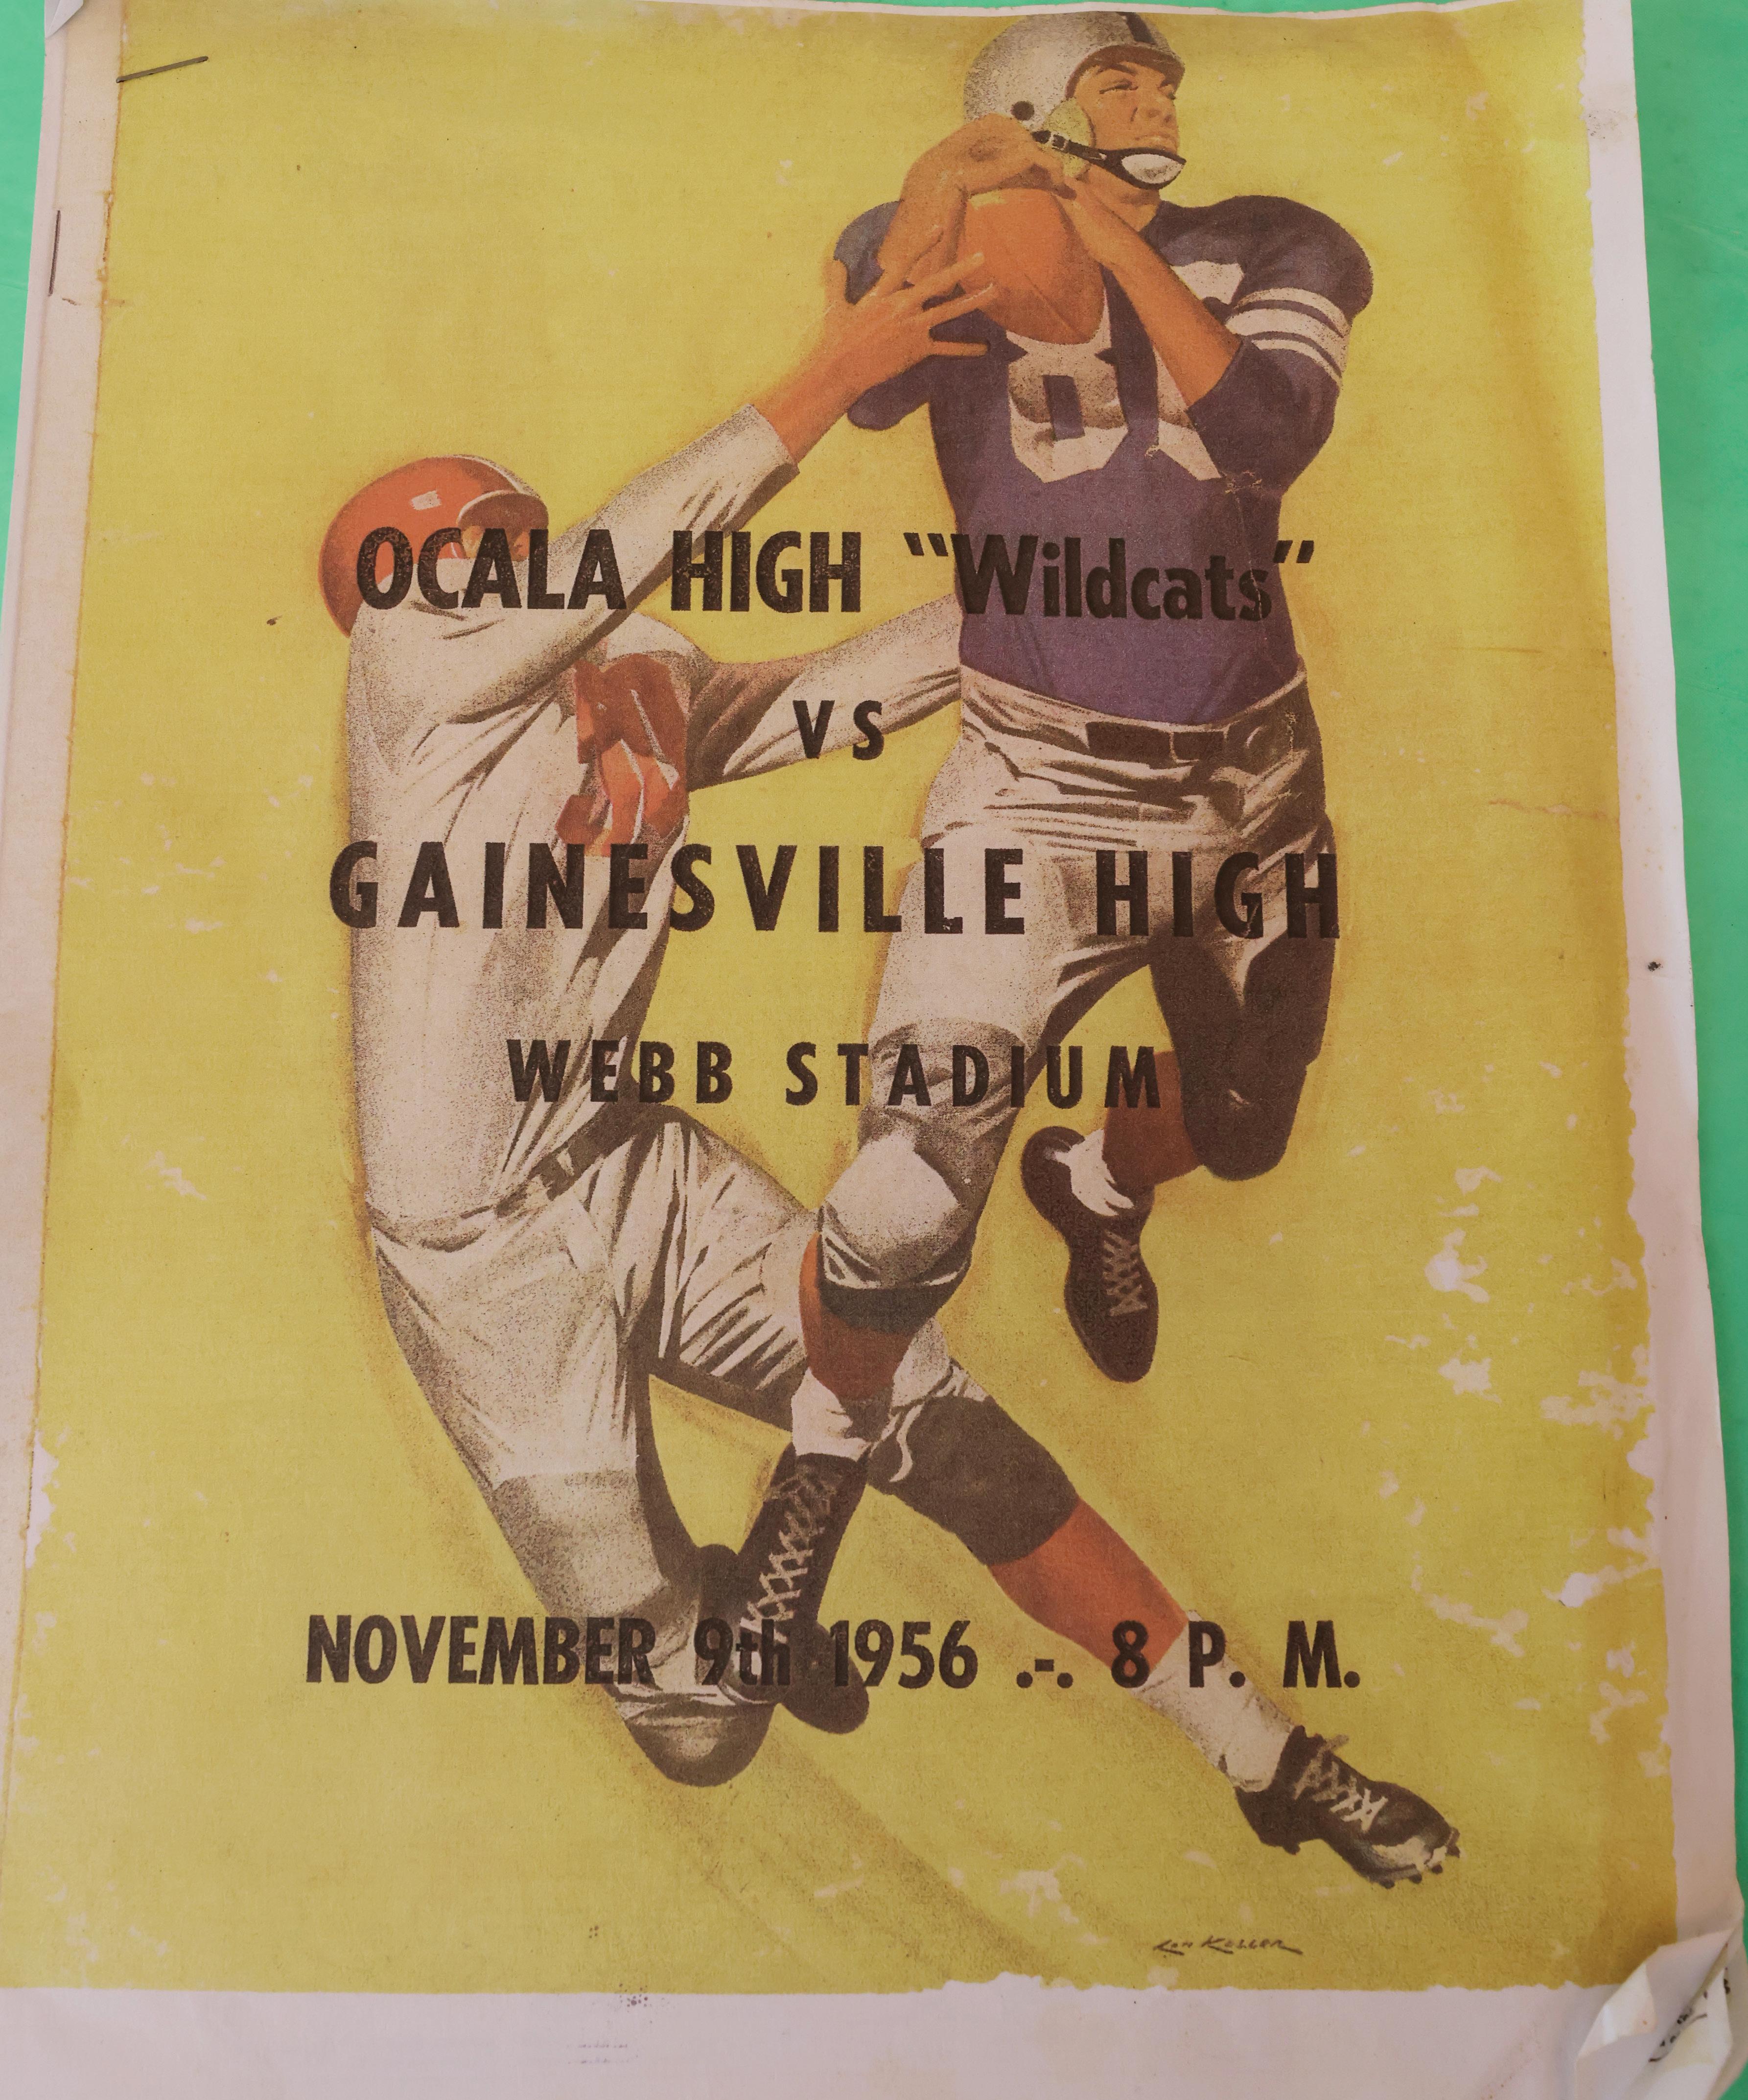 OCALA HIGH "Wildcats"
VS
GAINESVILLE HIGH
WEBB STADIUM
NOVEMBER 9th 1956 .-. 8 P. M.